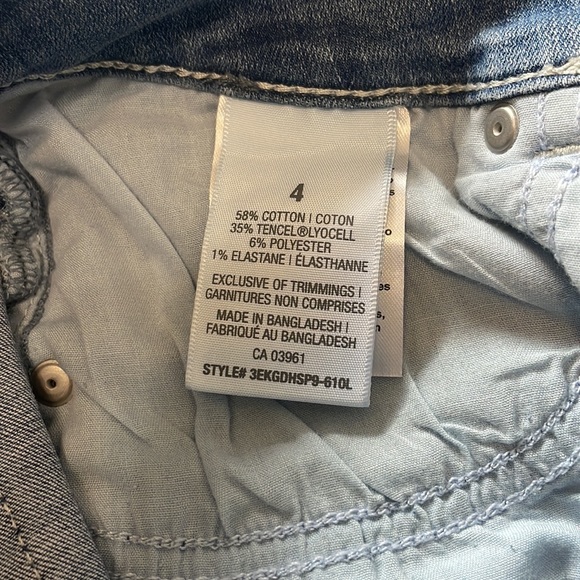 4
58% COTTON | COTON
35% TENCEL®LYOCELL
6% POLYESTER
1% ELASTANE | ÉLASTHANNE
EXCLUSIVE OF TRIMMINGS |
GARNITURES NON COMPRISES
MADE IN BANGLADESH |
FABRIQUÉ AU BANGLADESH
CA 03961
STYLE# 3EKGDHSP9-610L